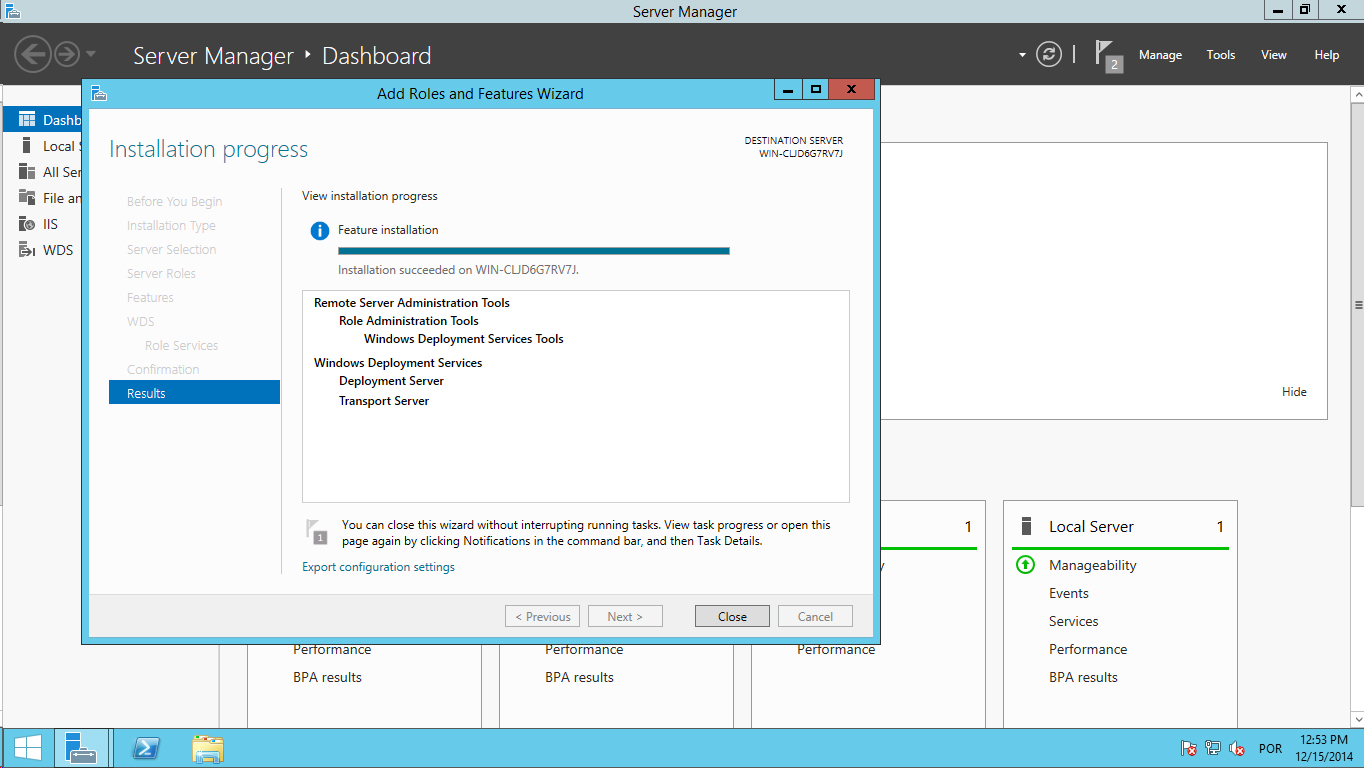 Server Manager
Server Manager ‣ Dashboard
2
Manage
Tools
View
Help
Dashb
Local S
All Ser
File an
IIS
WDS
Add Roles and Features Wizard
Installation progress
DESTINATION SERVER
WIN-CLJD6G7RV7J
Before You Begin
Installation Type
Server Selection
Server Roles
Features
WDS
Role Services
Confirmation
Results
View installation progress
Feature installation
Installation succeeded on WIN-CLJD6G7RV7J.
Remote Server Administration Tools
Role Administration Tools
Windows Deployment Services Tools
Windows Deployment Services
Deployment Server
Transport Server
1
You can close this wizard without interrupting running tasks. View task progress or open this
page again by clicking Notifications in the command bar, and then Task Details.
Export configuration settings
< Previous
Next >
Close
Cancel
Hide
1
Performance
BPA results
Performance
BPA results
y
Performance
Local Server
1
Manageability
Events
Services
Performance
BPA results
POR
12:53 PM
12/15/2014